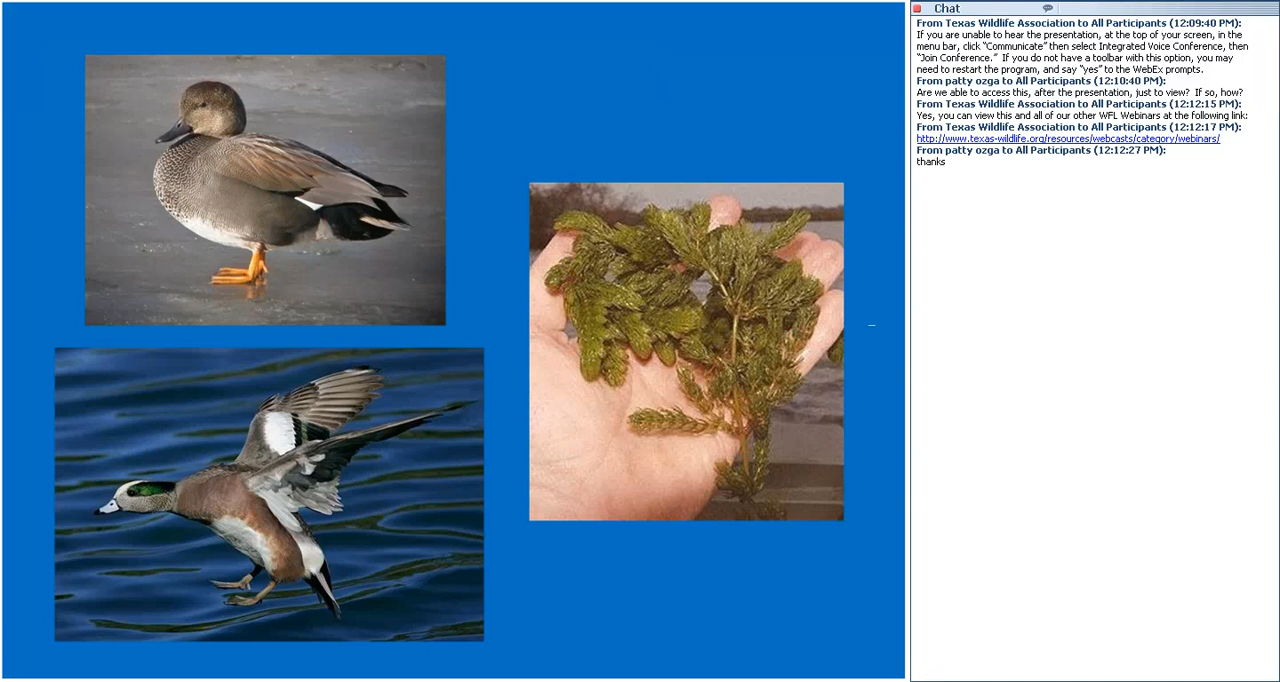 Chat
From Texas Wildlife Association to All Participants (12:09:40 PM):
If you are unable to hear the presentation, at the top of your screen, in the
menu bar, click “Communicate” then select Integrated Voice Conference, then
“Join Conference.”  If you do not have a toolbar with this option, you may
need to restart the program, and say “yes” to the WebEx prompts.
From patty ozga to All Participants (12:10:40 PM):
Are we able to access this, after the presentation, just to view?  If so, how?
From Texas Wildlife Association to All Participants (12:12:15 PM):
Yes, you can view this and all of our other WFL Webinars at the following link:
From Texas Wildlife Association to All Participants (12:12:17 PM):
http://www.texas-wildlife.org/resources/webcasts/category/webinars/
From patty ozga to All Participants (12:12:27 PM):
thanks